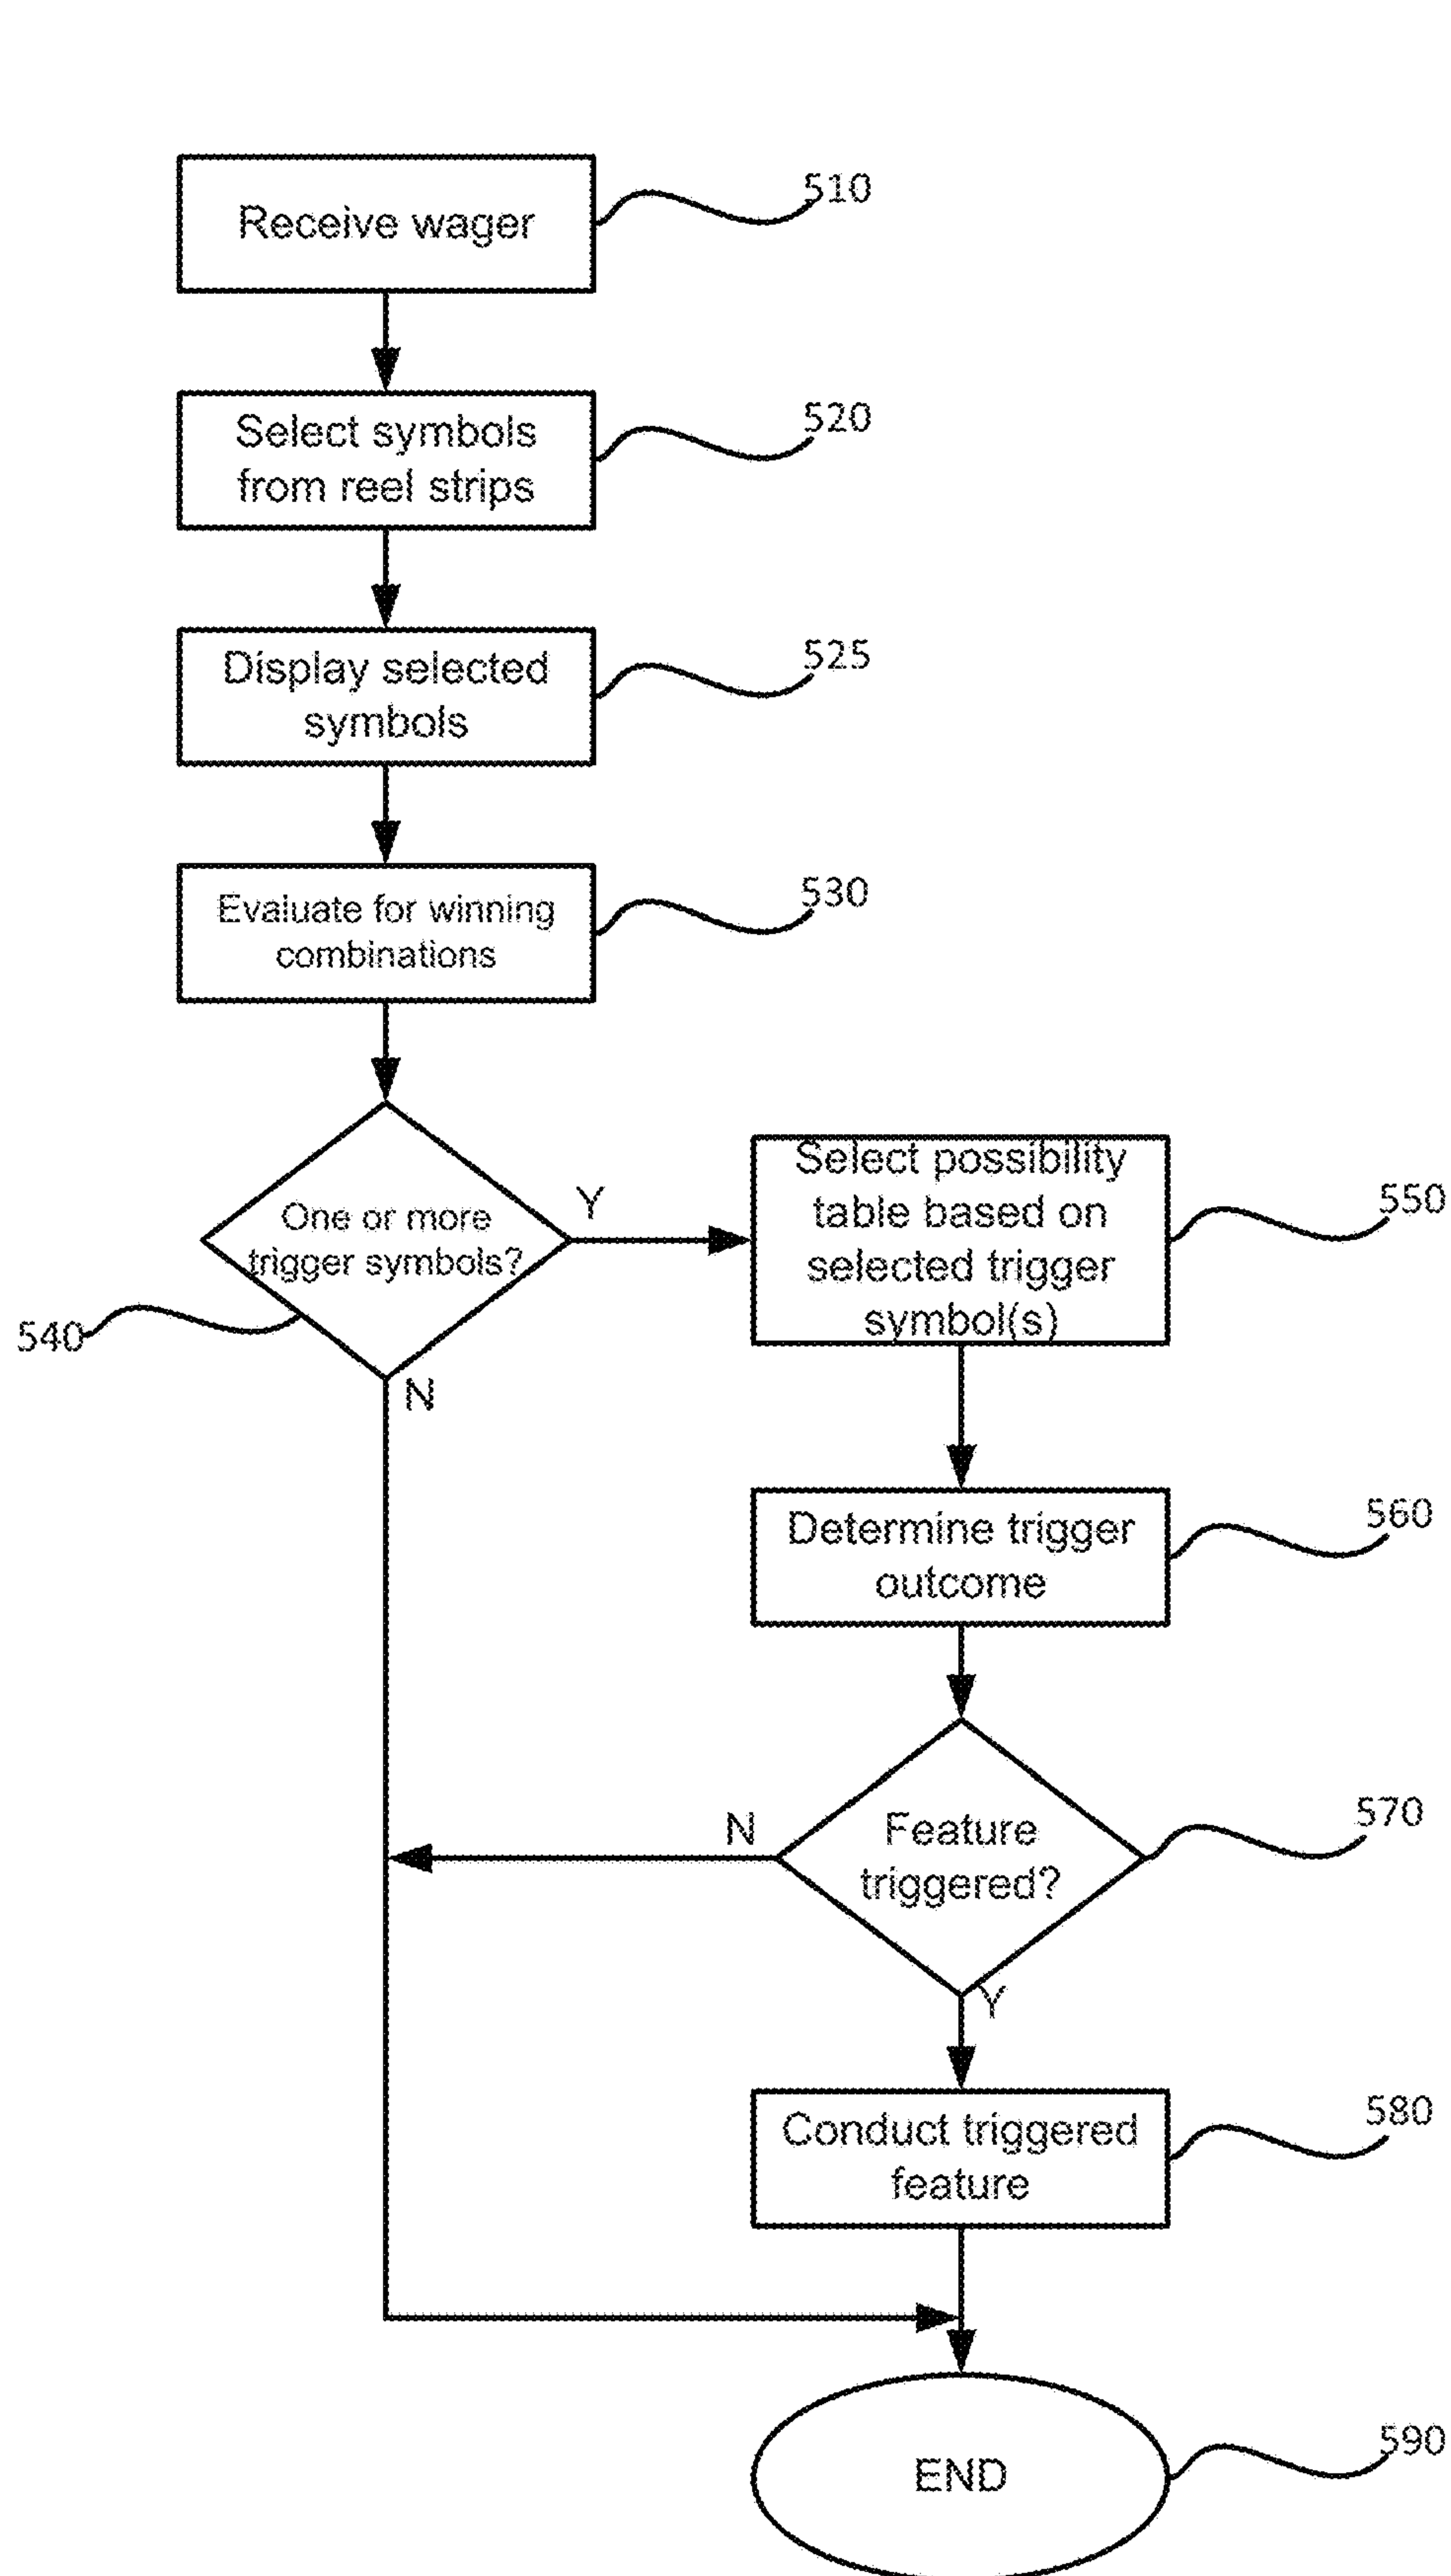 Receive wager
510
Select symbols
from reel strips
520
Display selected
symbols
525
Evaluate for winning
combinations
530
One or more
trigger symbols?
Y
540
N
Select possibility
table based on
selected trigger
symbol(s)
550
Determine trigger
outcome
560
Feature
triggered?
N
570
Y
Conduct triggered
feature
580
END
590